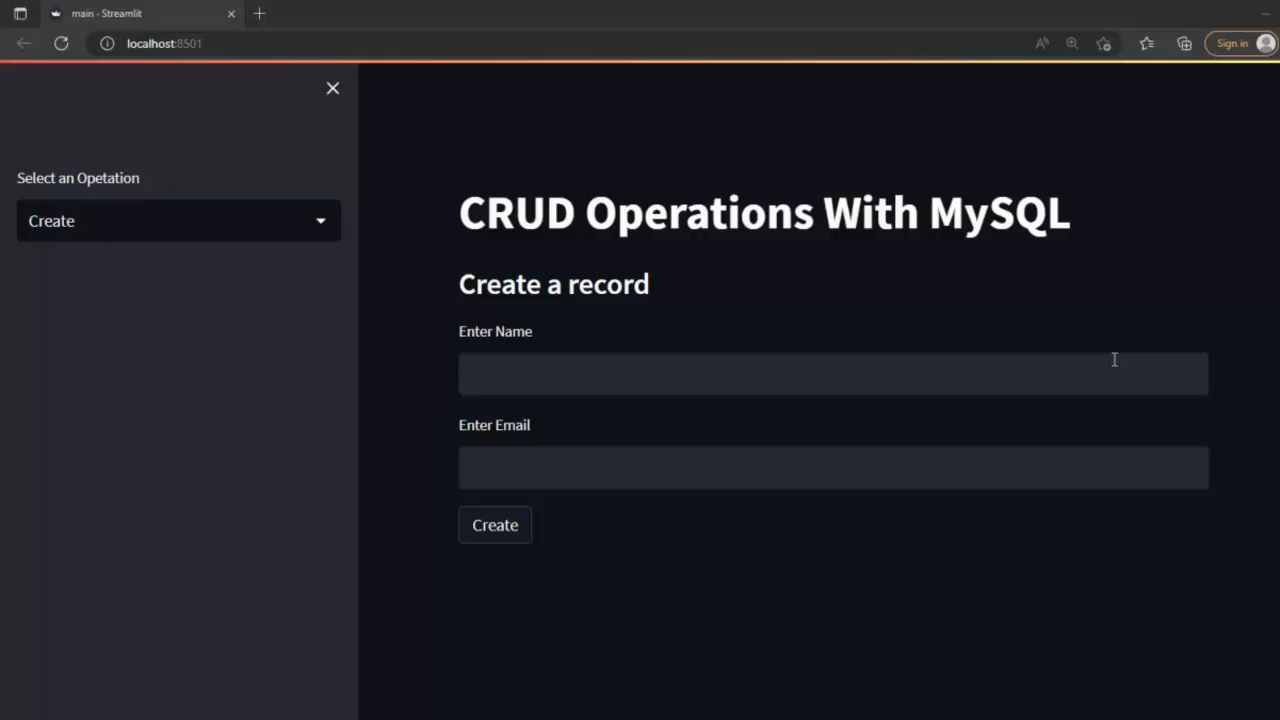 main - Streamlit
localhost:8501
Sign in
Select an Opetation
Create
CRUD Operations With MySQL
Create a record
Enter Name
Enter Email
Create